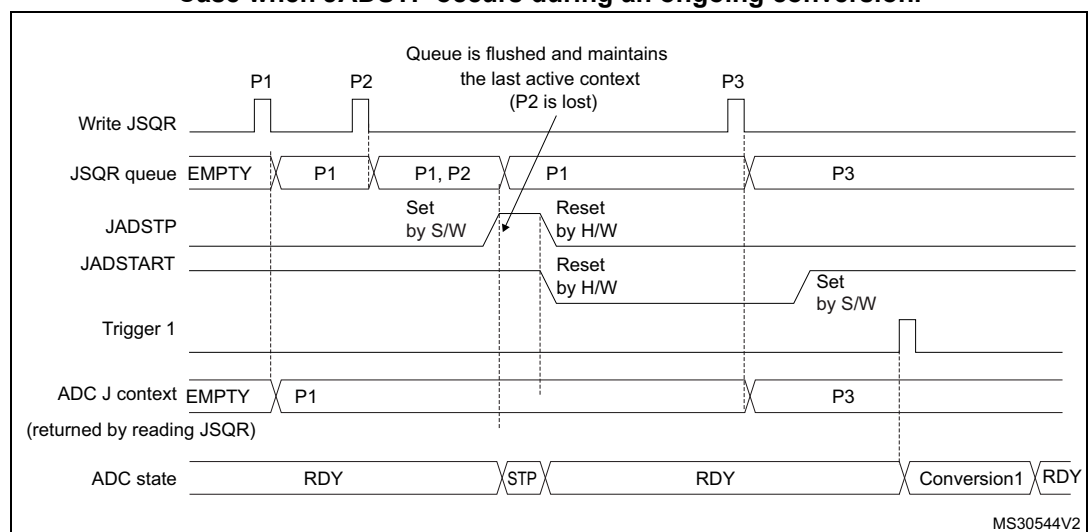 Case when JADSTP occurs during an ongoing conversion.
Queue is flushed and maintains
the last active context
(P2 is lost)
P1
P2
P3
Write JSQR
JSQR queue
EMPTY
P1
P1, P2
P1
P3
Set
by S/W
Reset
by H/W
JADSTP
JADSTART
Reset
by H/W
Set
by S/W
Trigger 1
ADC J context
(returned by reading JSQR)
EMPTY
P1
P3
ADC state
RDY
STP
RDY
Conversion1
RDY
MS30544V2